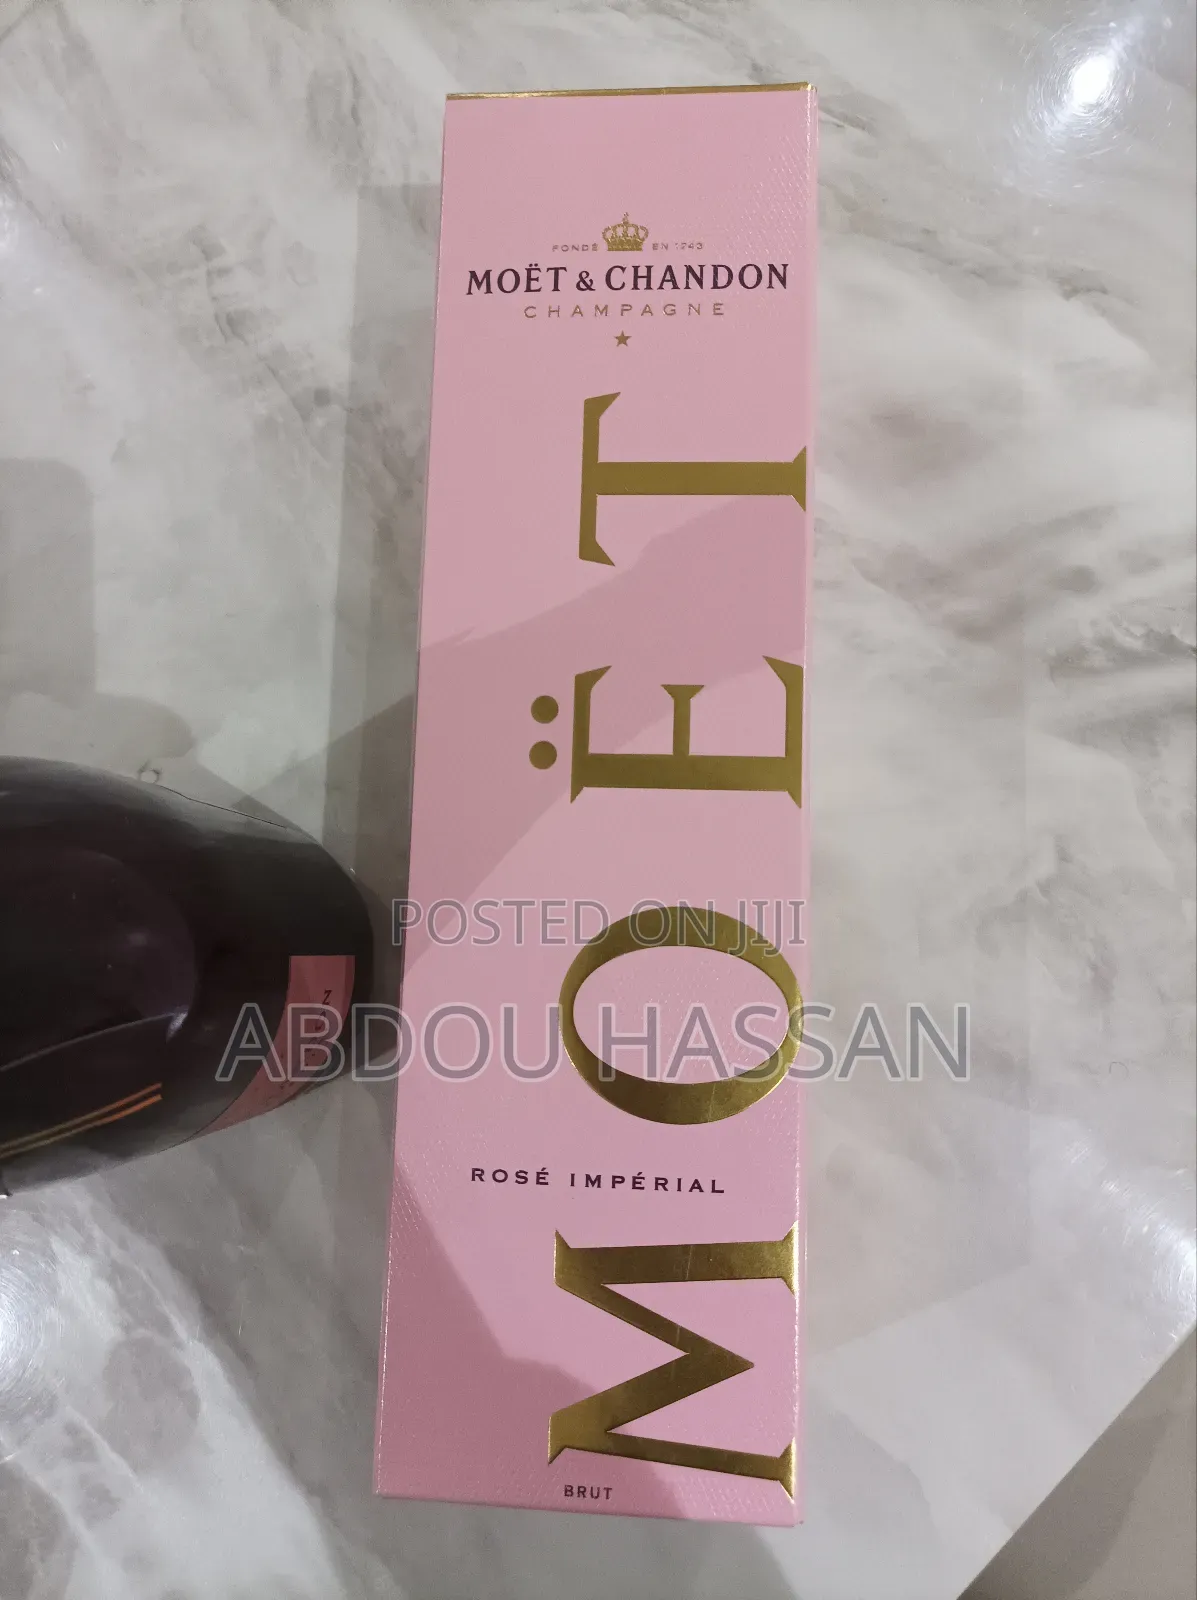 FONDÉ EN 1743
MOËT & CHANDON
CHAMPAGNE
MOËT
POSTED ON JIJI
ABDOU HASSAN
ROSÉ IMPÉRIAL
BRUT